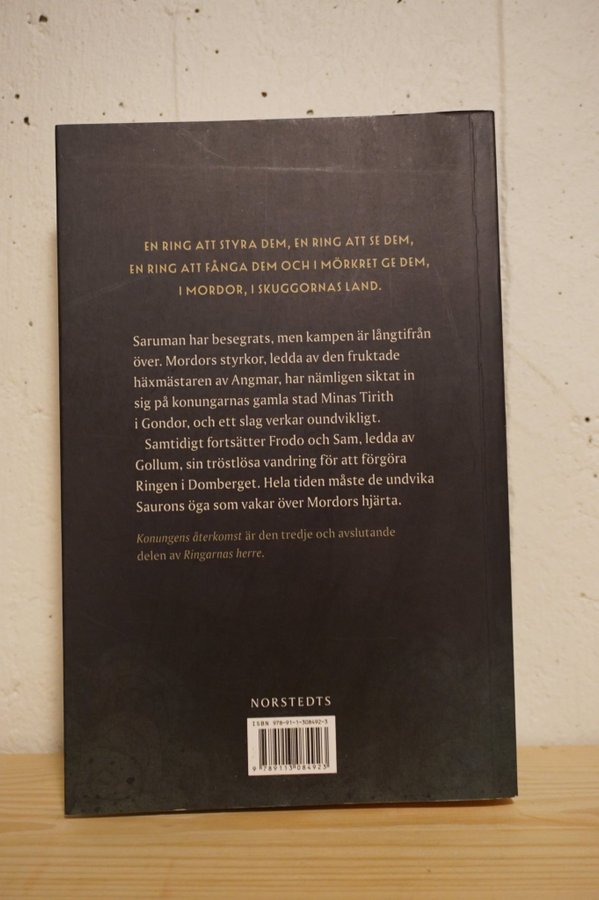 EN RING ATT STYRA DEM, EN RING ATT SE DEM,
EN RING ATT FÅNGA DEM OCH I MÖRKRET GE DEM,
I MORDOR, I SKUGGORNAS LAND.
Saruman har besegrats, men kampen är långtifrån
över. Mordors styrkor, ledda av den fruktade
häxmästaren av Angmar, har nämligen siktat in
sig på konungarnas gamla stad Minas Tirith
i Gondor, och ett slag verkar oundvikligt.
Samtidigt fortsätter Frodo och Sam, ledda av
Gollum, sin tröstlösa vandring för att förgöra
Ringen i Domberget. Hela tiden måste de undvika
Saurons öga som vakar över Mordors hjärta.
Konungens återkomst är den tredje och avslutande
delen av Ringarnas herre.
NORSTEDTS
ISBN 978-91-1-308492-3
9 789113 084923